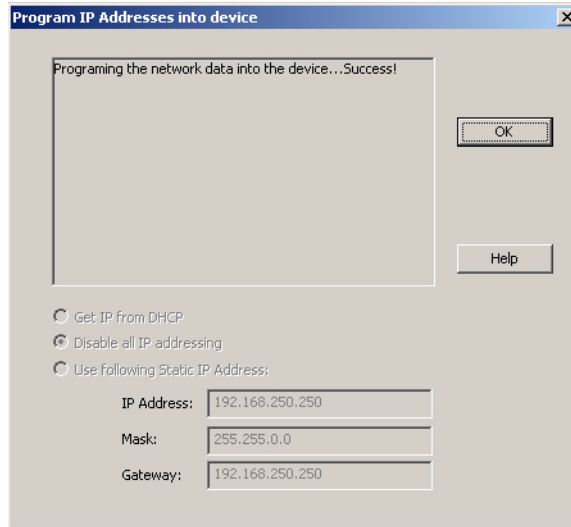 Program IP Addresses into device
Programing the network data into the device...Success!
OK
Help
Get IP from DHCP
Disable all IP addressing
Use following Static IP Address:
IP Address: 192.168.250.250
Mask: 255.255.0.0
Gateway: 192.168.250.250